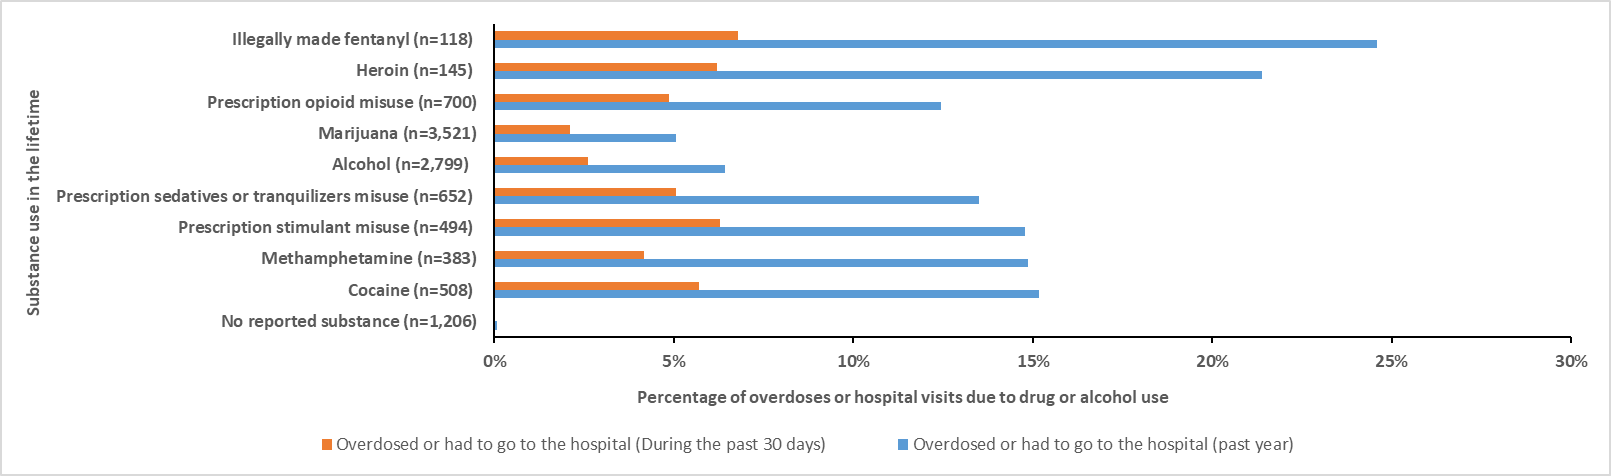 Substance use in the lifetime
Illegally made fentanyl (n=118)
Heroin (n=145)
Prescription opioid misuse (n=700)
Marijuana (n=3,521)
Alcohol (n=2,799)
Prescription sedatives or tranquilizers misuse (n=652)
Prescription stimulant misuse (n=494)
Methamphetamine (n=383)
Cocaine (n=508)
No reported substance (n=1,206)
0% 5% 10% 15% 20% 25% 30%
Percentage of overdoses or hospital visits due to drug or alcohol use
Overdosed or had to go to the hospital (During the past 30 days) Overdosed or had to go to the hospital (past year)